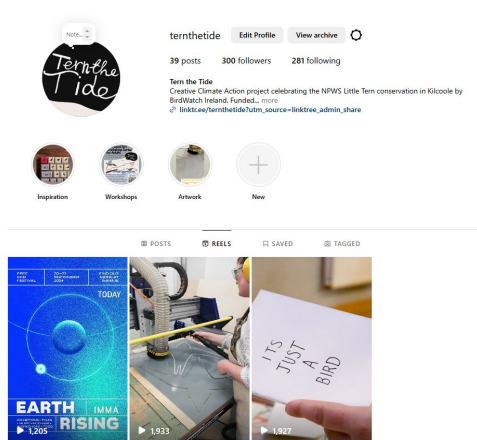 Note...
Tern the
Tide
ternthetide
Edit Profile
View archive
39 posts
300 followers
281 following
Tern the Tide
Creative Climate Action project celebrating the NPWS Little Tern conservation in Kilcoole by
BirdWatch Ireland. Funded... more
linktr.ee/ternthetide?utm_source=linktree_admin_share
Inspiration
Workshops
Artwork
New
POSTS
REELS
SAVED
TAGGED
TODAY
EARTH
IMMA
RISING
1,205
W
1,933
ITS
JUST
A
BIRD
1,927